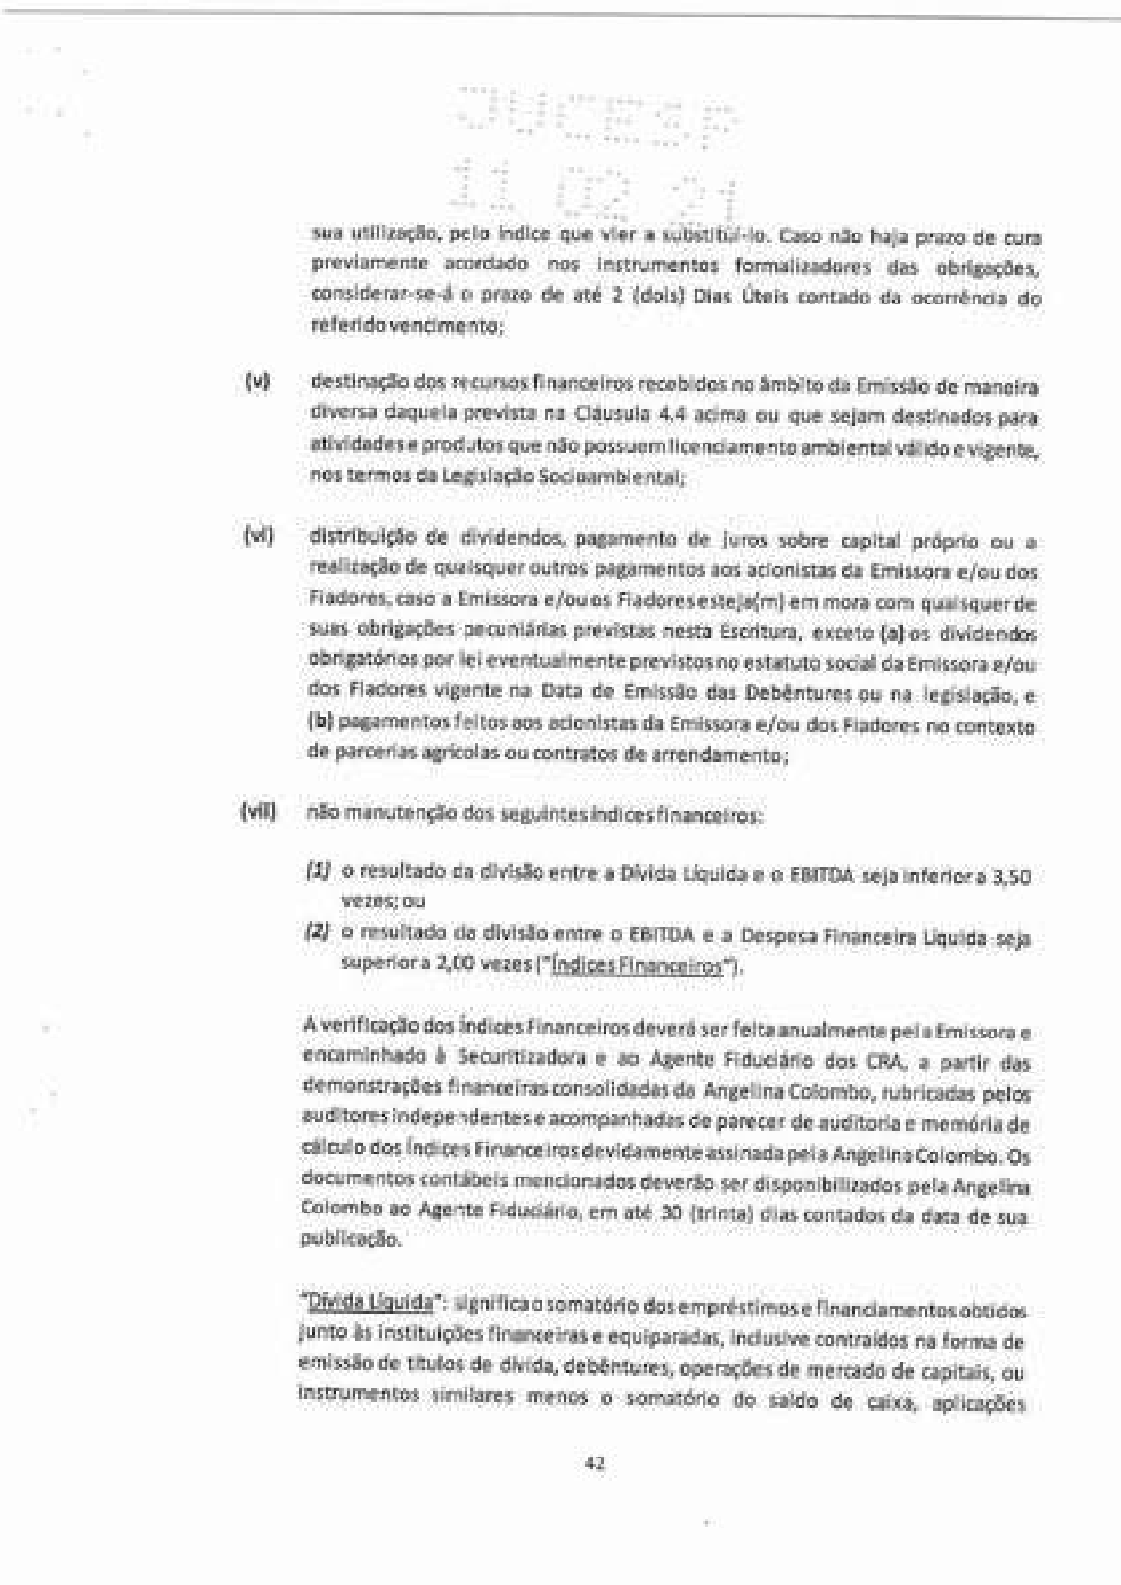 JUCESP
11 02 21
sua utilização, pelo índice que vier a substituí-lo. Caso não haja prazo de cura
previamente acordado nos instrumentos formalizadores das obrigações,
considerar-se-á o prazo de até 2 (dois) Dias Úteis contado da ocorrência do
referido vencimento;
(v) destinação dos recursos financeiros recebidos no âmbito da Emissão de maneira
diversa daquela prevista na Cláusula 4.4 acima ou que sejam destinados para
atividades e produtos que não possuem licenciamento ambiental válido e vigente,
nos termos da Legislação Socioambiental;
(vi) distribuição de dividendos, pagamento de juros sobre capital próprio ou a
realização de quaisquer outros pagamentos aos acionistas da Emissora e/ou dos
Fiadores, caso a Emissora e/ou os Fiadores esteja(m) em mora com quaisquer de
suas obrigações pecuniárias previstas nesta Escritura, exceto (a) os dividendos
obrigatórios por lei eventualmente previstos no estatuto social da Emissora e/ou
dos Fiadores vigente na Data de Emissão das Debêntures ou na legislação, e
(b) pagamentos feitos aos acionistas da Emissora e/ou dos Fiadores no contexto
de parcerias agrícolas ou contratos de arrendamento;
(vii) não manutenção dos seguintes índices financeiros:
(1) o resultado da divisão entre a Dívida Líquida e o EBITDA seja inferior a 3,50
vezes; ou
(2) o resultado da divisão entre o EBITDA e a Despesa Financeira Líquida seja
superior a 2,00 vezes ("Índices Financeiros").
A verificação dos Índices Financeiros deverá ser feita anualmente pela Emissora e
encaminhado à Securitizadora e ao Agente Fiduciário dos CRA, a partir das
demonstrações financeiras consolidadas da Angelina Colombo, rubricadas pelos
auditores independentes e acompanhadas de parecer de auditoria e memória de
cálculo dos Índices Financeiros devidamente assinada pela Angelina Colombo. Os
documentos contábeis mencionados deverão ser disponibilizados pela Angelina
Colombo ao Agente Fiduciário, em até 30 (trinta) dias contados da data de sua
publicação.
"Dívida Líquida": significa o somatório dos empréstimos e financiamentos obtidos
junto às instituições financeiras e equiparadas, inclusive contraídos na forma de
emissão de títulos de dívida, debêntures, operações de mercado de capitais, ou
instrumentos similares menos o somatório do saldo de caixa, aplicações
42